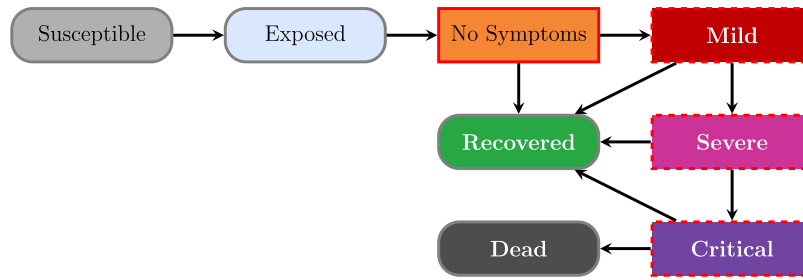 Susceptible
Exposed
No Symptoms
Mild
Recovered
Severe
Dead
Critical